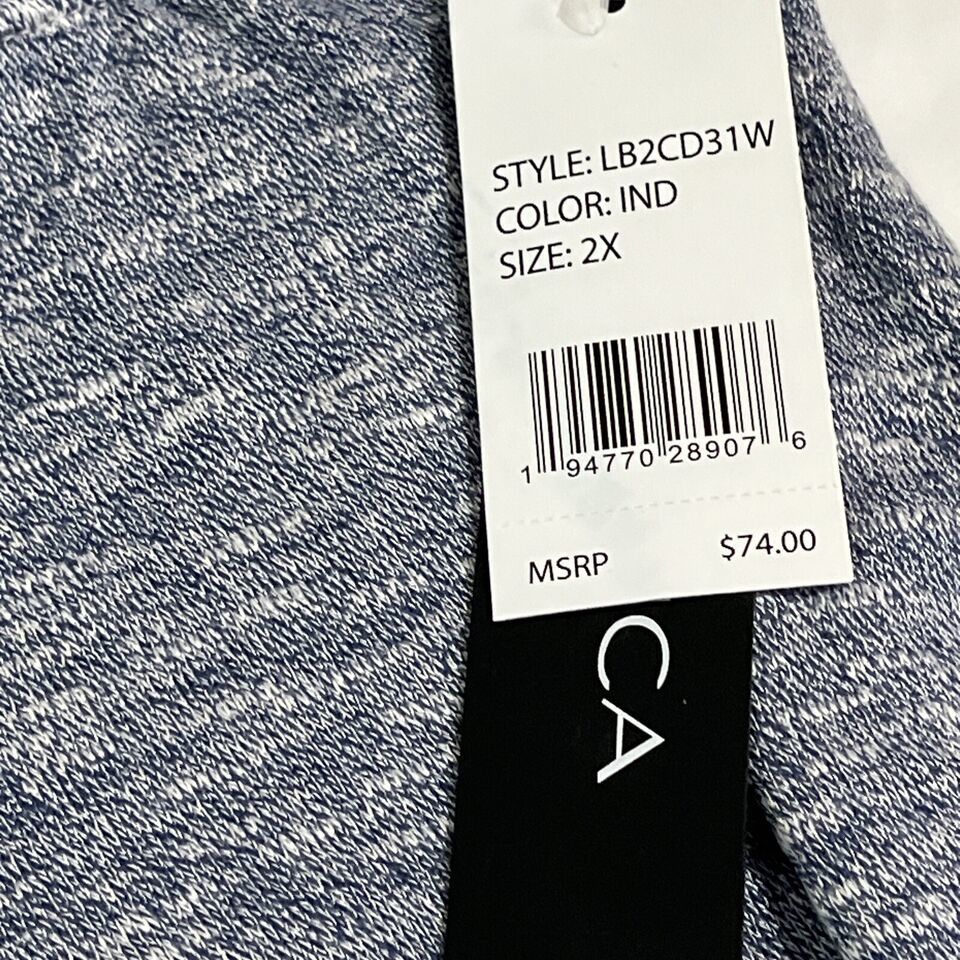 STYLE: LB2CD31W
COLOR: IND
SIZE: 2X
1 94770 28907 6
MSRP $74.00
CA